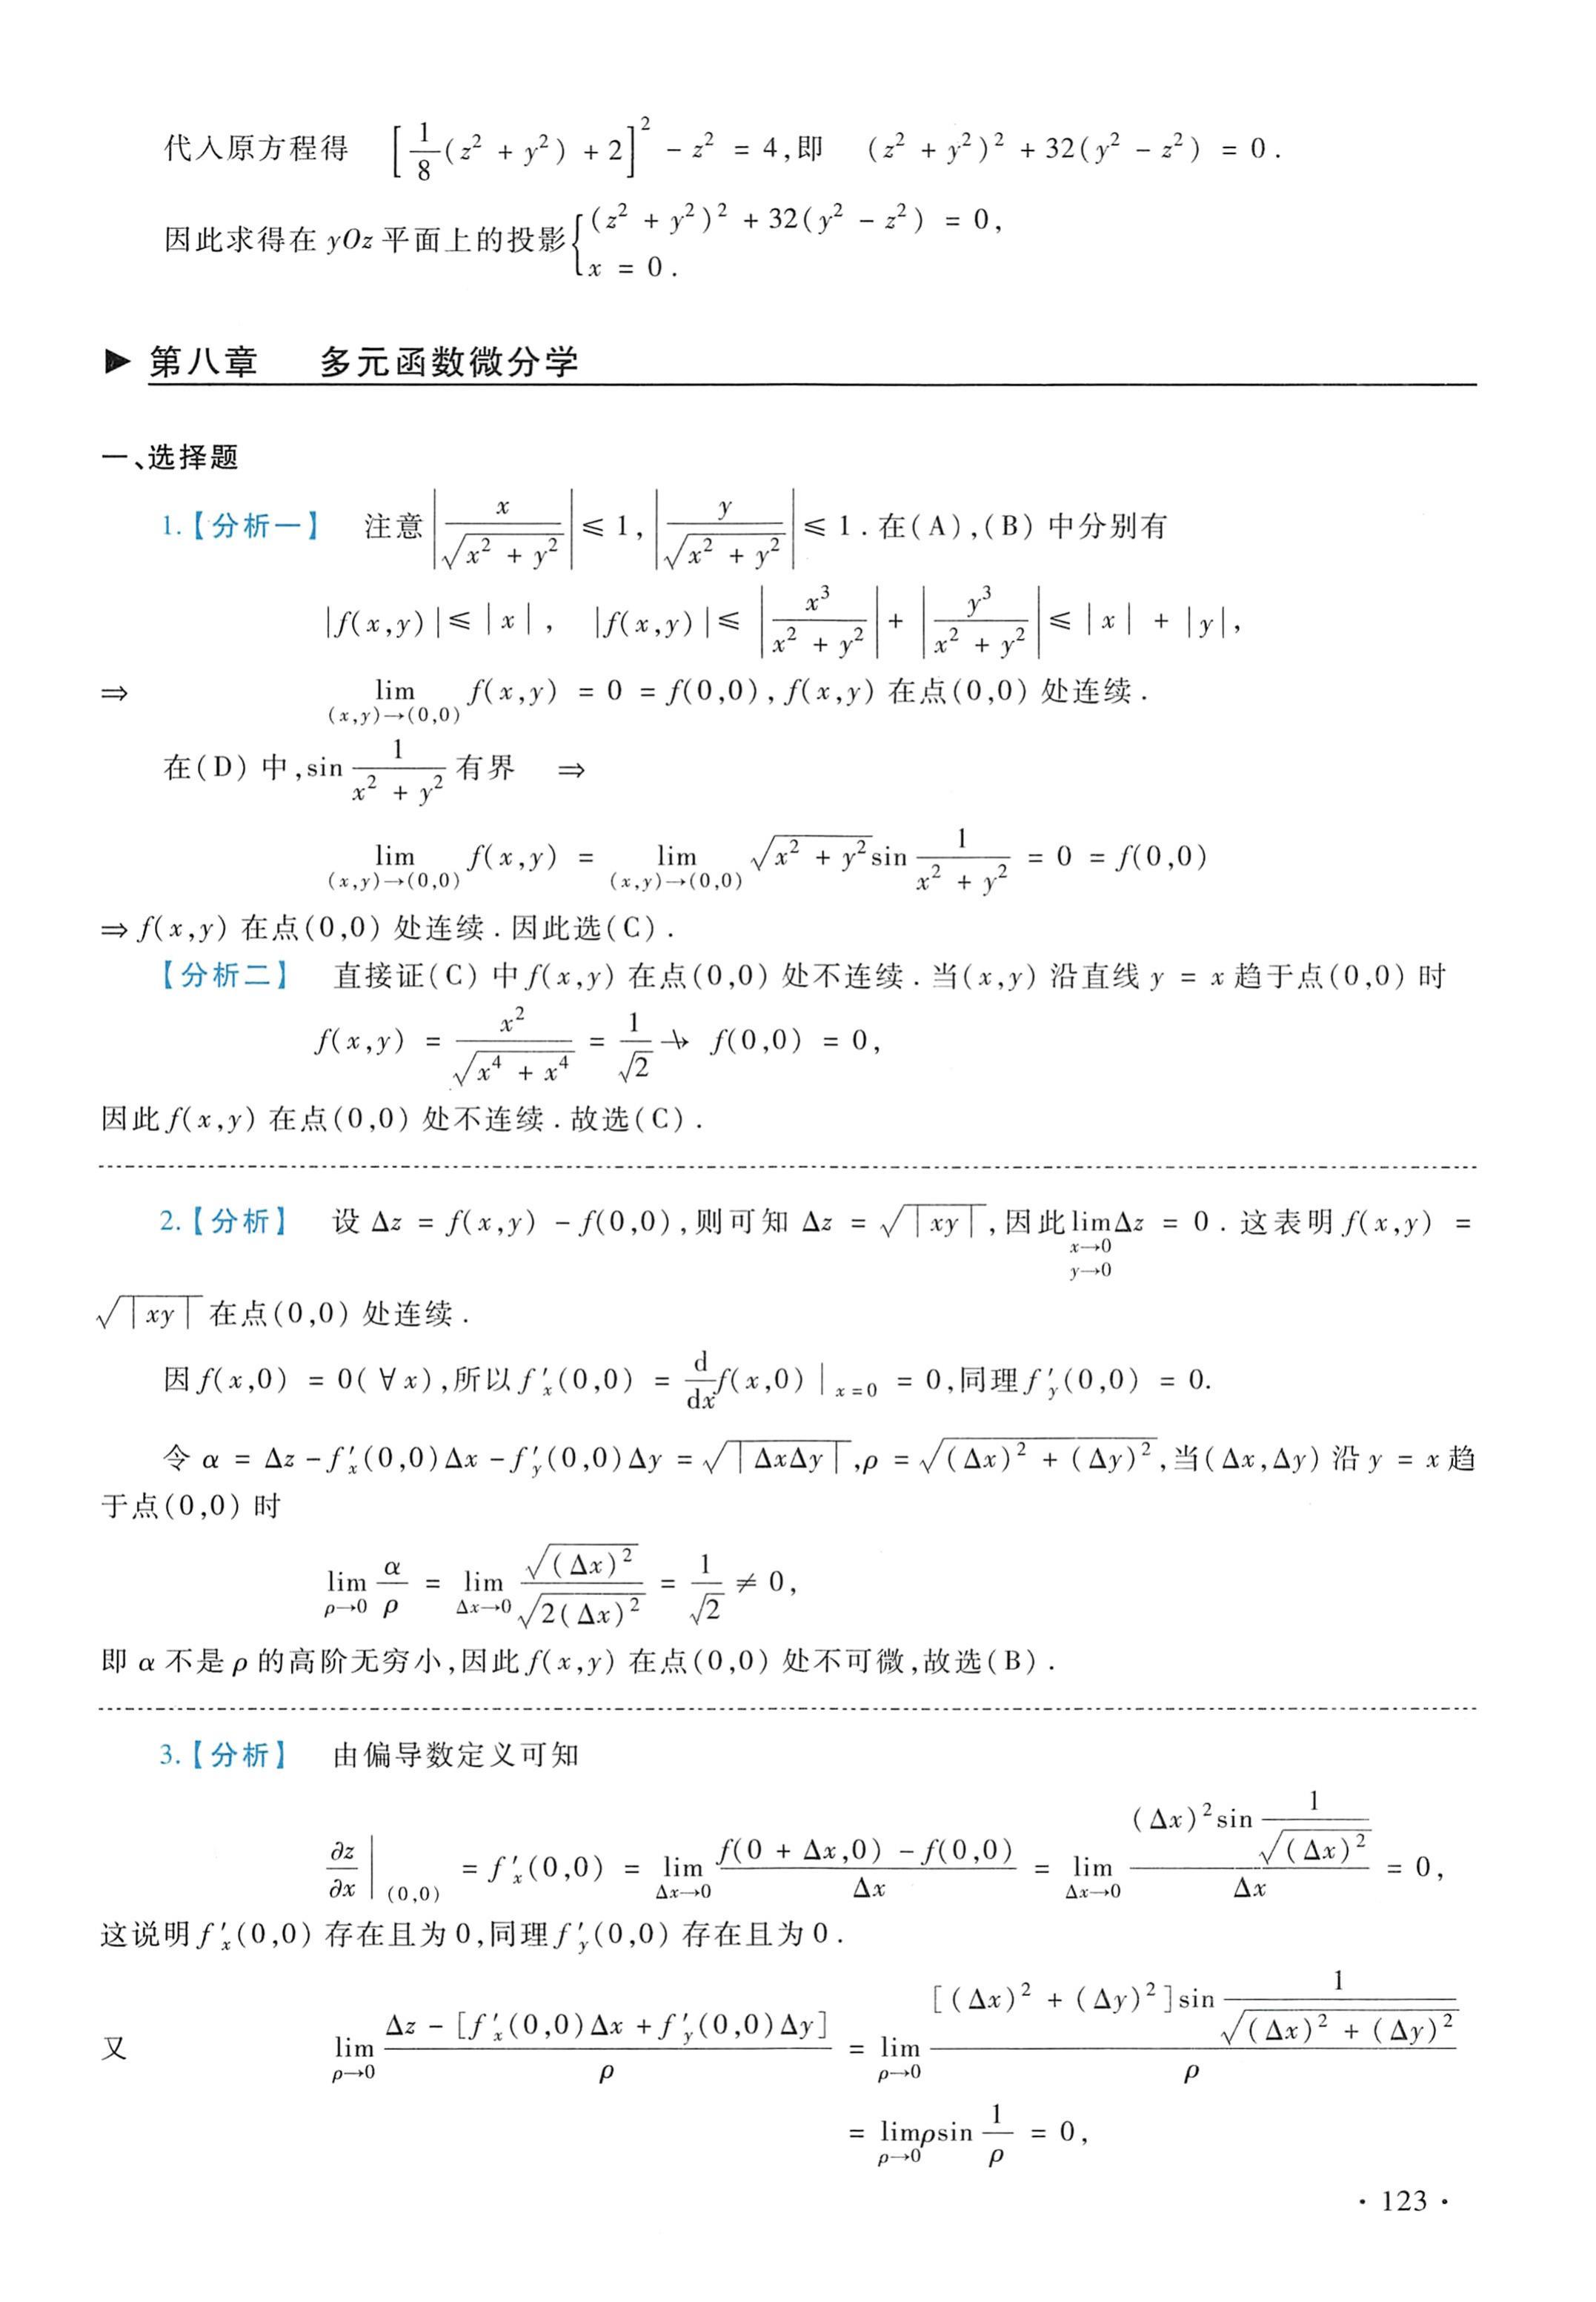 代入原方程得 $\left[\frac{1}{8}(z^2+y^2)+2\right]^2-z^2=4$,即 $(z^2+y^2)^2+32(y^2-z^2)=0$.
因此求得在 $yOz$ 平面上的投影 $\begin{cases}(z^2+y^2)^2+32(y^2-z^2)=0,\\x=0.\end{cases}$
▶ 第八章 多元函数微分学
一、选择题
1.【分析一】 注意 $\left|\frac{x}{\sqrt{x^2+y^2}}\right|\leqslant 1,\left|\frac{y}{\sqrt{x^2+y^2}}\right|\leqslant 1$.在(A),(B)中分别有
$|f(x,y)|\leqslant|x|,\quad |f(x,y)|\leqslant\left|\frac{x^3}{x^2+y^2}\right|+\left|\frac{y^3}{x^2+y^2}\right|\leqslant|x|+|y|,$
$\Rightarrow \lim\limits_{(x,y)\to(0,0)}f(x,y)=0=f(0,0),f(x,y)$ 在点$(0,0)$处连续.
在(D)中,$\sin\frac{1}{x^2+y^2}$ 有界 $\Rightarrow$
$\lim\limits_{(x,y)\to(0,0)}f(x,y)=\lim\limits_{(x,y)\to(0,0)}\sqrt{x^2+y^2}\sin\frac{1}{x^2+y^2}=0=f(0,0)$
$\Rightarrow f(x,y)$ 在点$(0,0)$处连续.因此选(C).
【分析二】 直接证(C)中 $f(x,y)$ 在点$(0,0)$处不连续.当$(x,y)$沿直线 $y=x$ 趋于点$(0,0)$时
$f(x,y)=\frac{x^2}{\sqrt{x^4+x^4}}=\frac{1}{\sqrt{2}}\nrightarrow f(0,0)=0,$
因此 $f(x,y)$ 在点$(0,0)$处不连续.故选(C).
2.【分析】 设 $\Delta z=f(x,y)-f(0,0)$,则可知 $\Delta z=\sqrt{|xy|}$,因此 $\lim\limits_{\substack{x\to0\\y\to0}}\Delta z=0$.这表明 $f(x,y)=$
$\sqrt{|xy|}$ 在点$(0,0)$处连续.
因 $f(x,0)=0(\forall x)$,所以 $f'_x(0,0)=\frac{\mathrm{d}}{\mathrm{d}x}f(x,0)\big|_{x=0}=0$,同理 $f'_y(0,0)=0.$
令 $\alpha=\Delta z-f'_x(0,0)\Delta x-f'_y(0,0)\Delta y=\sqrt{|\Delta x\Delta y|},\rho=\sqrt{(\Delta x)^2+(\Delta y)^2}$,当$(\Delta x,\Delta y)$沿 $y=x$ 趋
于点$(0,0)$时
$\lim\limits_{\rho\to0}\frac{\alpha}{\rho}=\lim\limits_{\Delta x\to0}\frac{\sqrt{(\Delta x)^2}}{\sqrt{2(\Delta x)^2}}=\frac{1}{\sqrt{2}}\neq0,$
即 $\alpha$ 不是 $\rho$ 的高阶无穷小,因此 $f(x,y)$ 在点$(0,0)$处不可微,故选(B).
3.【分析】 由偏导数定义可知
$\left.\frac{\partial z}{\partial x}\right|_{(0,0)}=f'_x(0,0)=\lim\limits_{\Delta x\to0}\frac{f(0+\Delta x,0)-f(0,0)}{\Delta x}=\lim\limits_{\Delta x\to0}\frac{(\Delta x)^2\sin\frac{1}{\sqrt{(\Delta x)^2}}}{\Delta x}=0,$
这说明 $f'_x(0,0)$ 存在且为0,同理 $f'_y(0,0)$ 存在且为0.
又 $\lim\limits_{\rho\to0}\frac{\Delta z-[f'_x(0,0)\Delta x+f'_y(0,0)\Delta y]}{\rho}=\lim\limits_{\rho\to0}\frac{[(\Delta x)^2+(\Delta y)^2]\sin\frac{1}{\sqrt{(\Delta x)^2+(\Delta y)^2}}}{\rho}$
$=\lim\limits_{\rho\to0}\rho\sin\frac{1}{\rho}=0,$
· 123 ·